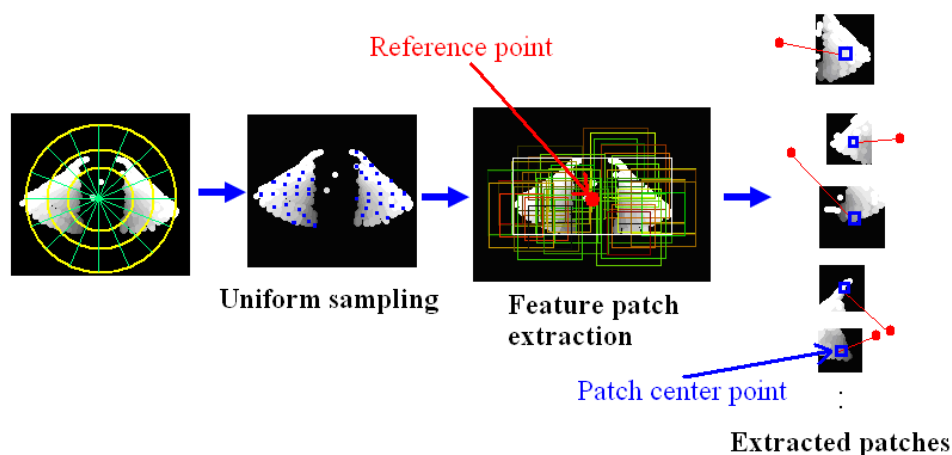 Reference point
Uniform sampling
Feature patch
extraction
Patch center point
Extracted patches